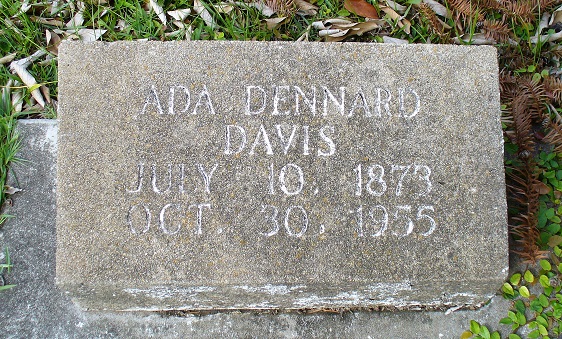 ADA DENNARD
DAVIS
JULY 10, 1873
OCT. 30, 1955